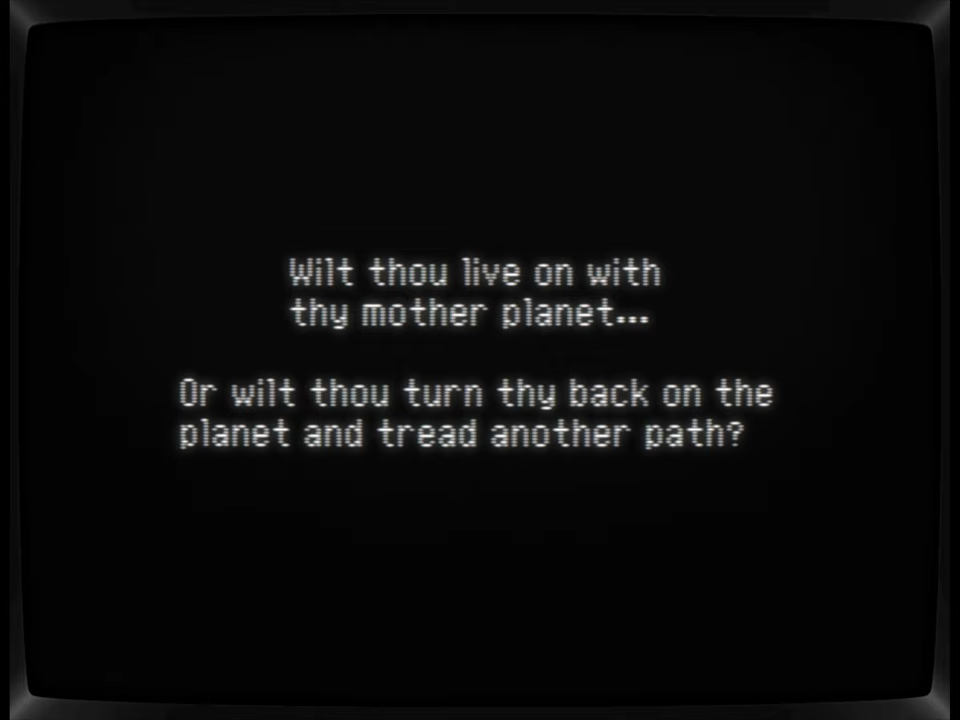 Wilt thou live on with
thy mother planet...
Or wilt thou turn thy back on the
planet and tread another path?